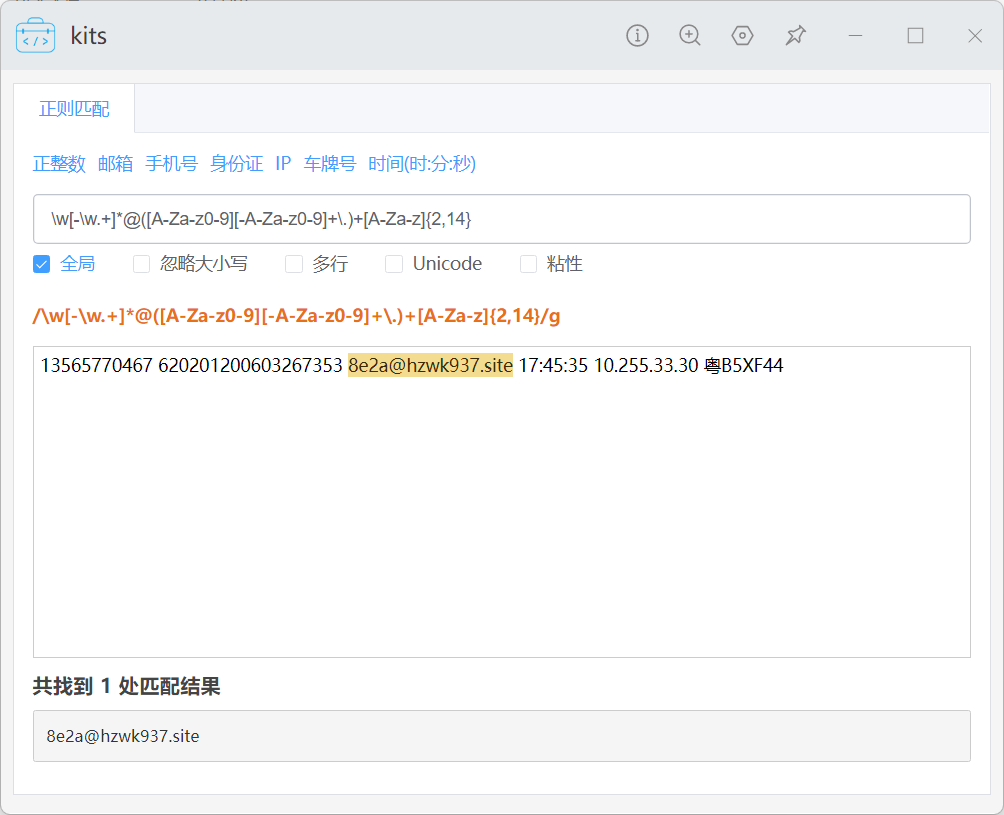 kits
正则匹配
正整数 邮箱 手机号 身份证 IP 车牌号 时间(时:分:秒)
\w[-\w.+]*@([A-Za-z0-9][-A-Za-z0-9]+\.)+[A-Za-z]{2,14}
全局 忽略大小写 多行 Unicode 粘性
/\w[-\w.+]*@([A-Za-z0-9][-A-Za-z0-9]+\.)+[A-Za-z]{2,14}/g
13565770467 620201200603267353 8e2a@hzwk937.site 17:45:35 10.255.33.30 粤B5XF44
共找到 1 处匹配结果
8e2a@hzwk937.site